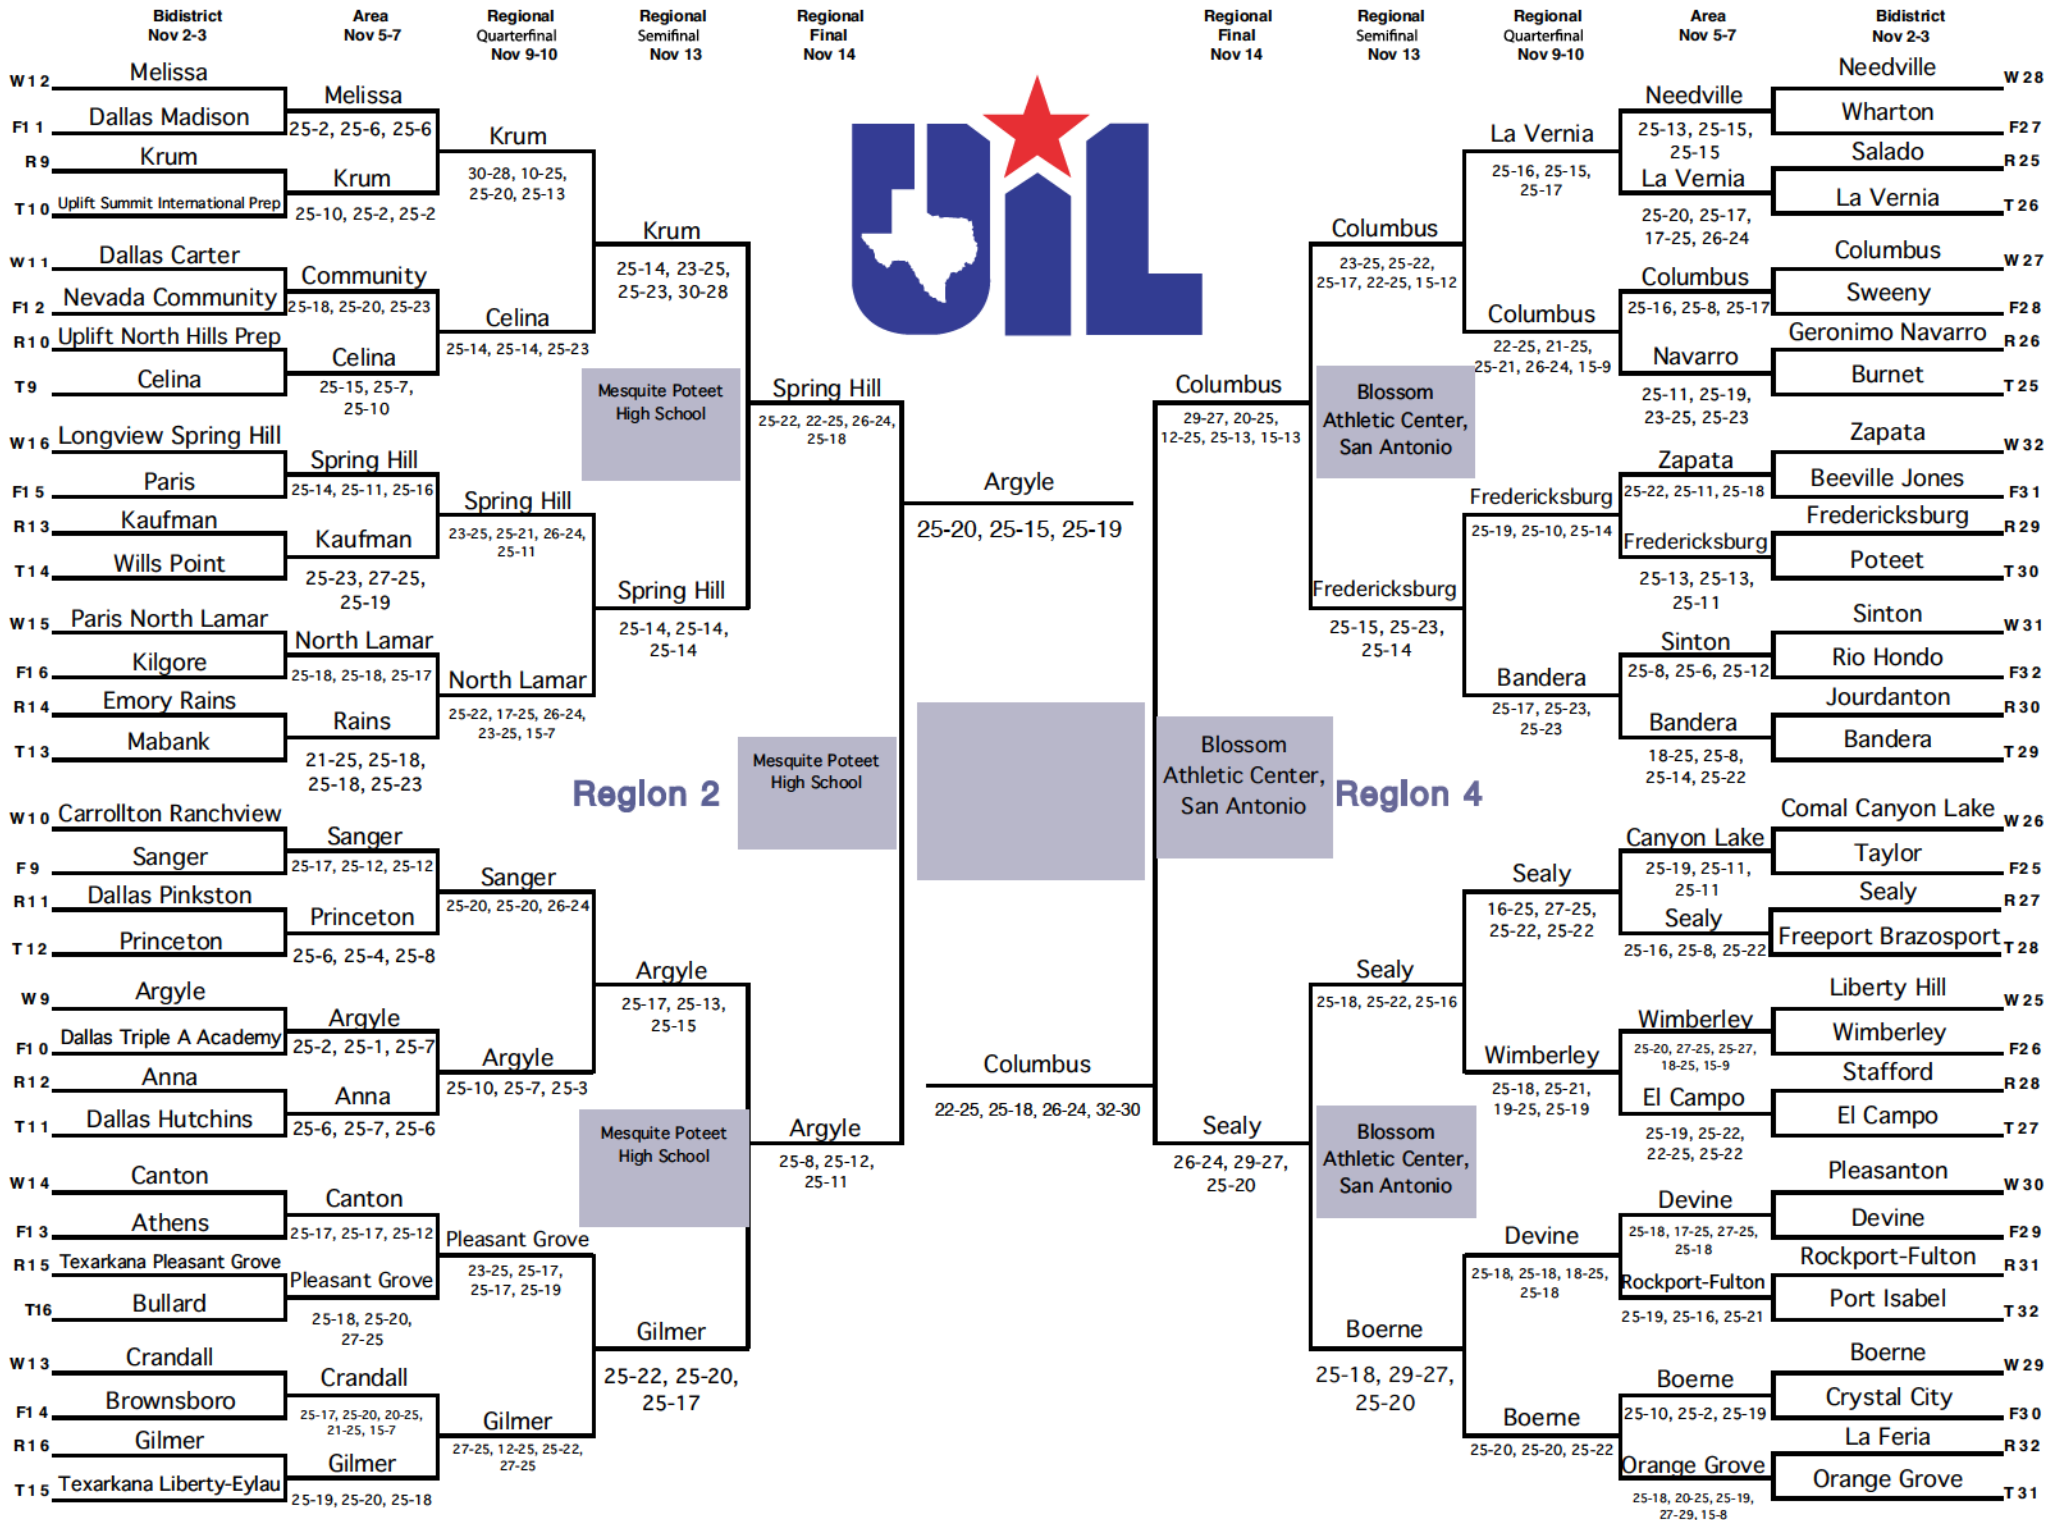 Bidistrict
Nov 2-3
Area
Nov 5-7
Regional
Quarterfinal
Nov 9-10
Regional
Semifinal
Nov 13
Regional
Final
Nov 14
Regional
Final
Nov 14
Regional
Semifinal
Nov 13
Regional
Quarterfinal
Nov 9-10
Area
Nov 5-7
Bidistrict
Nov 2-3
W12 Melissa
F11 Dallas Madison
R9 Krum
T10 Uplift Summit International Prep
W11 Dallas Carter
F12 Nevada Community
R10 Uplift North Hills Prep
T9 Celina
W16 Longview Spring Hill
F15 Paris
R13 Kaufman
T14 Wills Point
W15 Paris North Lamar
F16 Kilgore
R14 Emory Rains
T13 Mabank
W10 Carrollton Ranchview
F9 Sanger
R11 Dallas Pinkston
T12 Princeton
W9 Argyle
F10 Dallas Triple A Academy
R12 Anna
T11 Dallas Hutchins
W14 Canton
F13 Athens
R15 Texarkana Pleasant Grove
T16 Bullard
W13 Crandall
F14 Brownsboro
R16 Gilmer
T15 Texarkana Liberty-Eylau
Melissa
25-2, 25-6, 25-6
Krum
25-10, 25-2, 25-2
Community
25-18, 25-20, 25-23
Celina
25-15, 25-7,
25-10
Spring Hill
25-14, 25-11, 25-16
Kaufman
25-23, 27-25,
25-19
North Lamar
25-18, 25-18, 25-17
Rains
21-25, 25-18,
25-18, 25-23
Sanger
25-17, 25-12, 25-12
Princeton
25-6, 25-4, 25-8
Argyle
25-2, 25-1, 25-7
Anna
25-6, 25-7, 25-6
Canton
25-17, 25-17, 25-12
Pleasant Grove
25-18, 25-20,
27-25
Crandall
25-17, 25-20, 20-25,
21-25, 15-7
Gilmer
25-19, 25-20, 25-18
Krum
30-28, 10-25,
25-20, 25-13
Celina
25-14, 25-14, 25-23
Spring Hill
23-25, 25-21, 26-24,
25-11
North Lamar
25-22, 17-25, 26-24,
23-25, 15-7
Sanger
25-20, 25-20, 26-24
Argyle
25-10, 25-7, 25-3
Pleasant Grove
23-25, 25-17,
25-17, 25-19
Gilmer
27-25, 12-25, 25-22,
27-25
Krum
25-14, 23-25,
25-23, 30-28
Mesquite Poteet
High School
Spring Hill
25-14, 25-14,
25-14
Region 2
Argyle
25-17, 25-13,
25-15
Mesquite Poteet
High School
Gilmer
25-22, 25-20,
25-17
Spring Hill
25-22, 22-25, 26-24,
25-18
Mesquite Poteet
High School
Argyle
25-8, 25-12,
25-11
UIL
Argyle
25-20, 25-15, 25-19
Columbus
22-25, 25-18, 26-24, 32-30
Columbus
29-27, 20-25,
12-25, 25-13, 15-13
Blossom
Athletic Center,
San Antonio
Sealy
26-24, 29-27,
25-20
Columbus
23-25, 25-22,
25-17, 22-25, 15-12
Blossom
Athletic Center,
San Antonio
Fredericksburg
25-15, 25-23,
25-14
Region 4
Sealy
25-18, 25-22, 25-16
Blossom
Athletic Center,
San Antonio
Boerne
25-18, 29-27,
25-20
La Vernia
25-16, 25-15,
25-17
Columbus
22-25, 21-25,
25-21, 26-24, 15-9
Fredericksburg
25-19, 25-10, 25-14
Bandera
25-17, 25-23,
25-23
Sealy
16-25, 27-25,
25-22, 25-22
Wimberley
25-18, 25-21,
19-25, 25-19
Devine
25-18, 25-18, 18-25,
25-18
Boerne
25-20, 25-20, 25-22
Needville
25-13, 25-15,
25-15
La Vernia
25-20, 25-17,
17-25, 26-24
Columbus
25-16, 25-8, 25-17
Navarro
25-11, 25-19,
23-25, 25-23
Zapata
25-22, 25-11, 25-18
Fredericksburg
25-13, 25-13,
25-11
Sinton
25-8, 25-6, 25-12
Bandera
18-25, 25-8,
25-14, 25-22
Canyon Lake
25-19, 25-11,
25-11
Sealy
25-16, 25-8, 25-22
Wimberley
25-20, 27-25, 25-27,
18-25, 15-9
El Campo
25-19, 25-22,
22-25, 25-22
Devine
25-18, 17-25, 27-25,
25-18
Rockport-Fulton
25-19, 25-16, 25-21
Boerne
25-10, 25-2, 25-19
Orange Grove
25-18, 20-25, 25-19,
27-29, 15-8
Needville W28
Wharton F27
Salado R25
La Vernia T26
Columbus W27
Sweeny F28
Geronimo Navarro R26
Burnet T25
Zapata W32
Beeville Jones F31
Fredericksburg R29
Poteet T30
Sinton W31
Rio Hondo F32
Jourdanton R30
Bandera T29
Comal Canyon Lake W26
Taylor F25
Sealy R27
Freeport Brazosport T28
Liberty Hill W25
Wimberley F26
Stafford R28
El Campo T27
Pleasanton W30
Devine F29
Rockport-Fulton R31
Port Isabel T32
Boerne W29
Crystal City F30
La Feria R32
Orange Grove T31